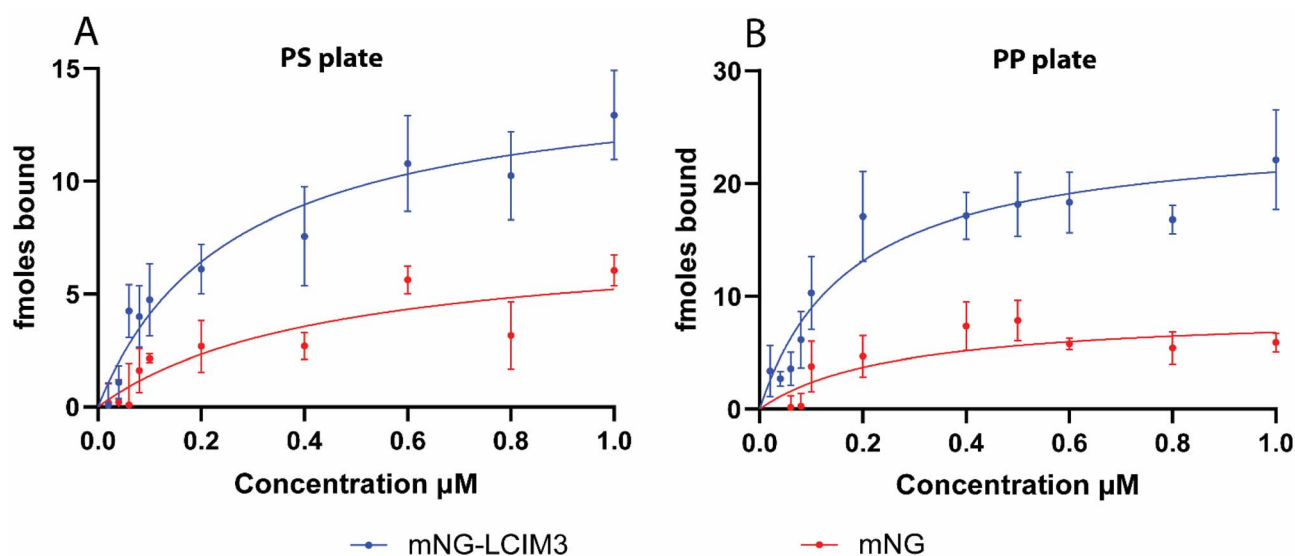 A
PS plate
15
10
5
0
fmoles bound
0.0 0.2 0.4 0.6 0.8 1.0
Concentration µM
B
PP plate
30
20
10
0
fmoles bound
0.0 0.2 0.4 0.6 0.8 1.0
Concentration µM
mNG-LCIM3
mNG